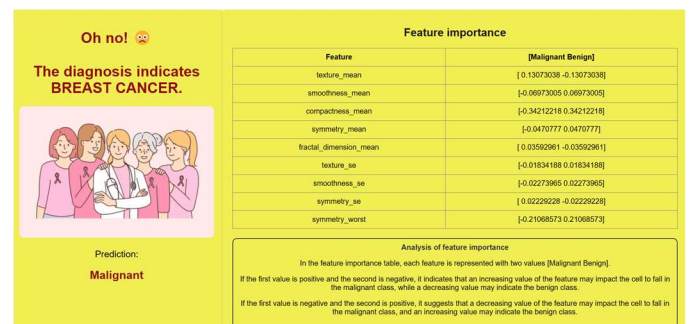 Oh no! 😳
The diagnosis indicates
BREAST CANCER.
Prediction:
Malignant
Feature importance
Feature [Malignant Benign]
texture_mean [ 0.13073038 -0.13073038]
smoothness_mean [-0.06973005 0.06973005]
compactness_mean [-0.34212218 0.34212218]
symmetry_mean [-0.0470777 0.0470777]
fractal_dimension_mean [ 0.03592961 -0.03592961]
texture_se [-0.01834188 0.01834188]
smoothness_se [-0.02273965 0.02273965]
symmetry_se [ 0.02229228 -0.02229228]
symmetry_worst [-0.21068573 0.21068573]
Analysis of feature importance
In the feature importance table, each feature is represented with two values [Malignant Benign].
If the first value is positive and the second is negative, it indicates that an increasing value of the feature may impact the cell to fall in
the malignant class, while a decreasing value may indicate the benign class.
If the first value is negative and the second is positive, it suggests that a decreasing value of the feature may impact the cell to fall in
the malignant class, and an increasing value may indicate the benign class.